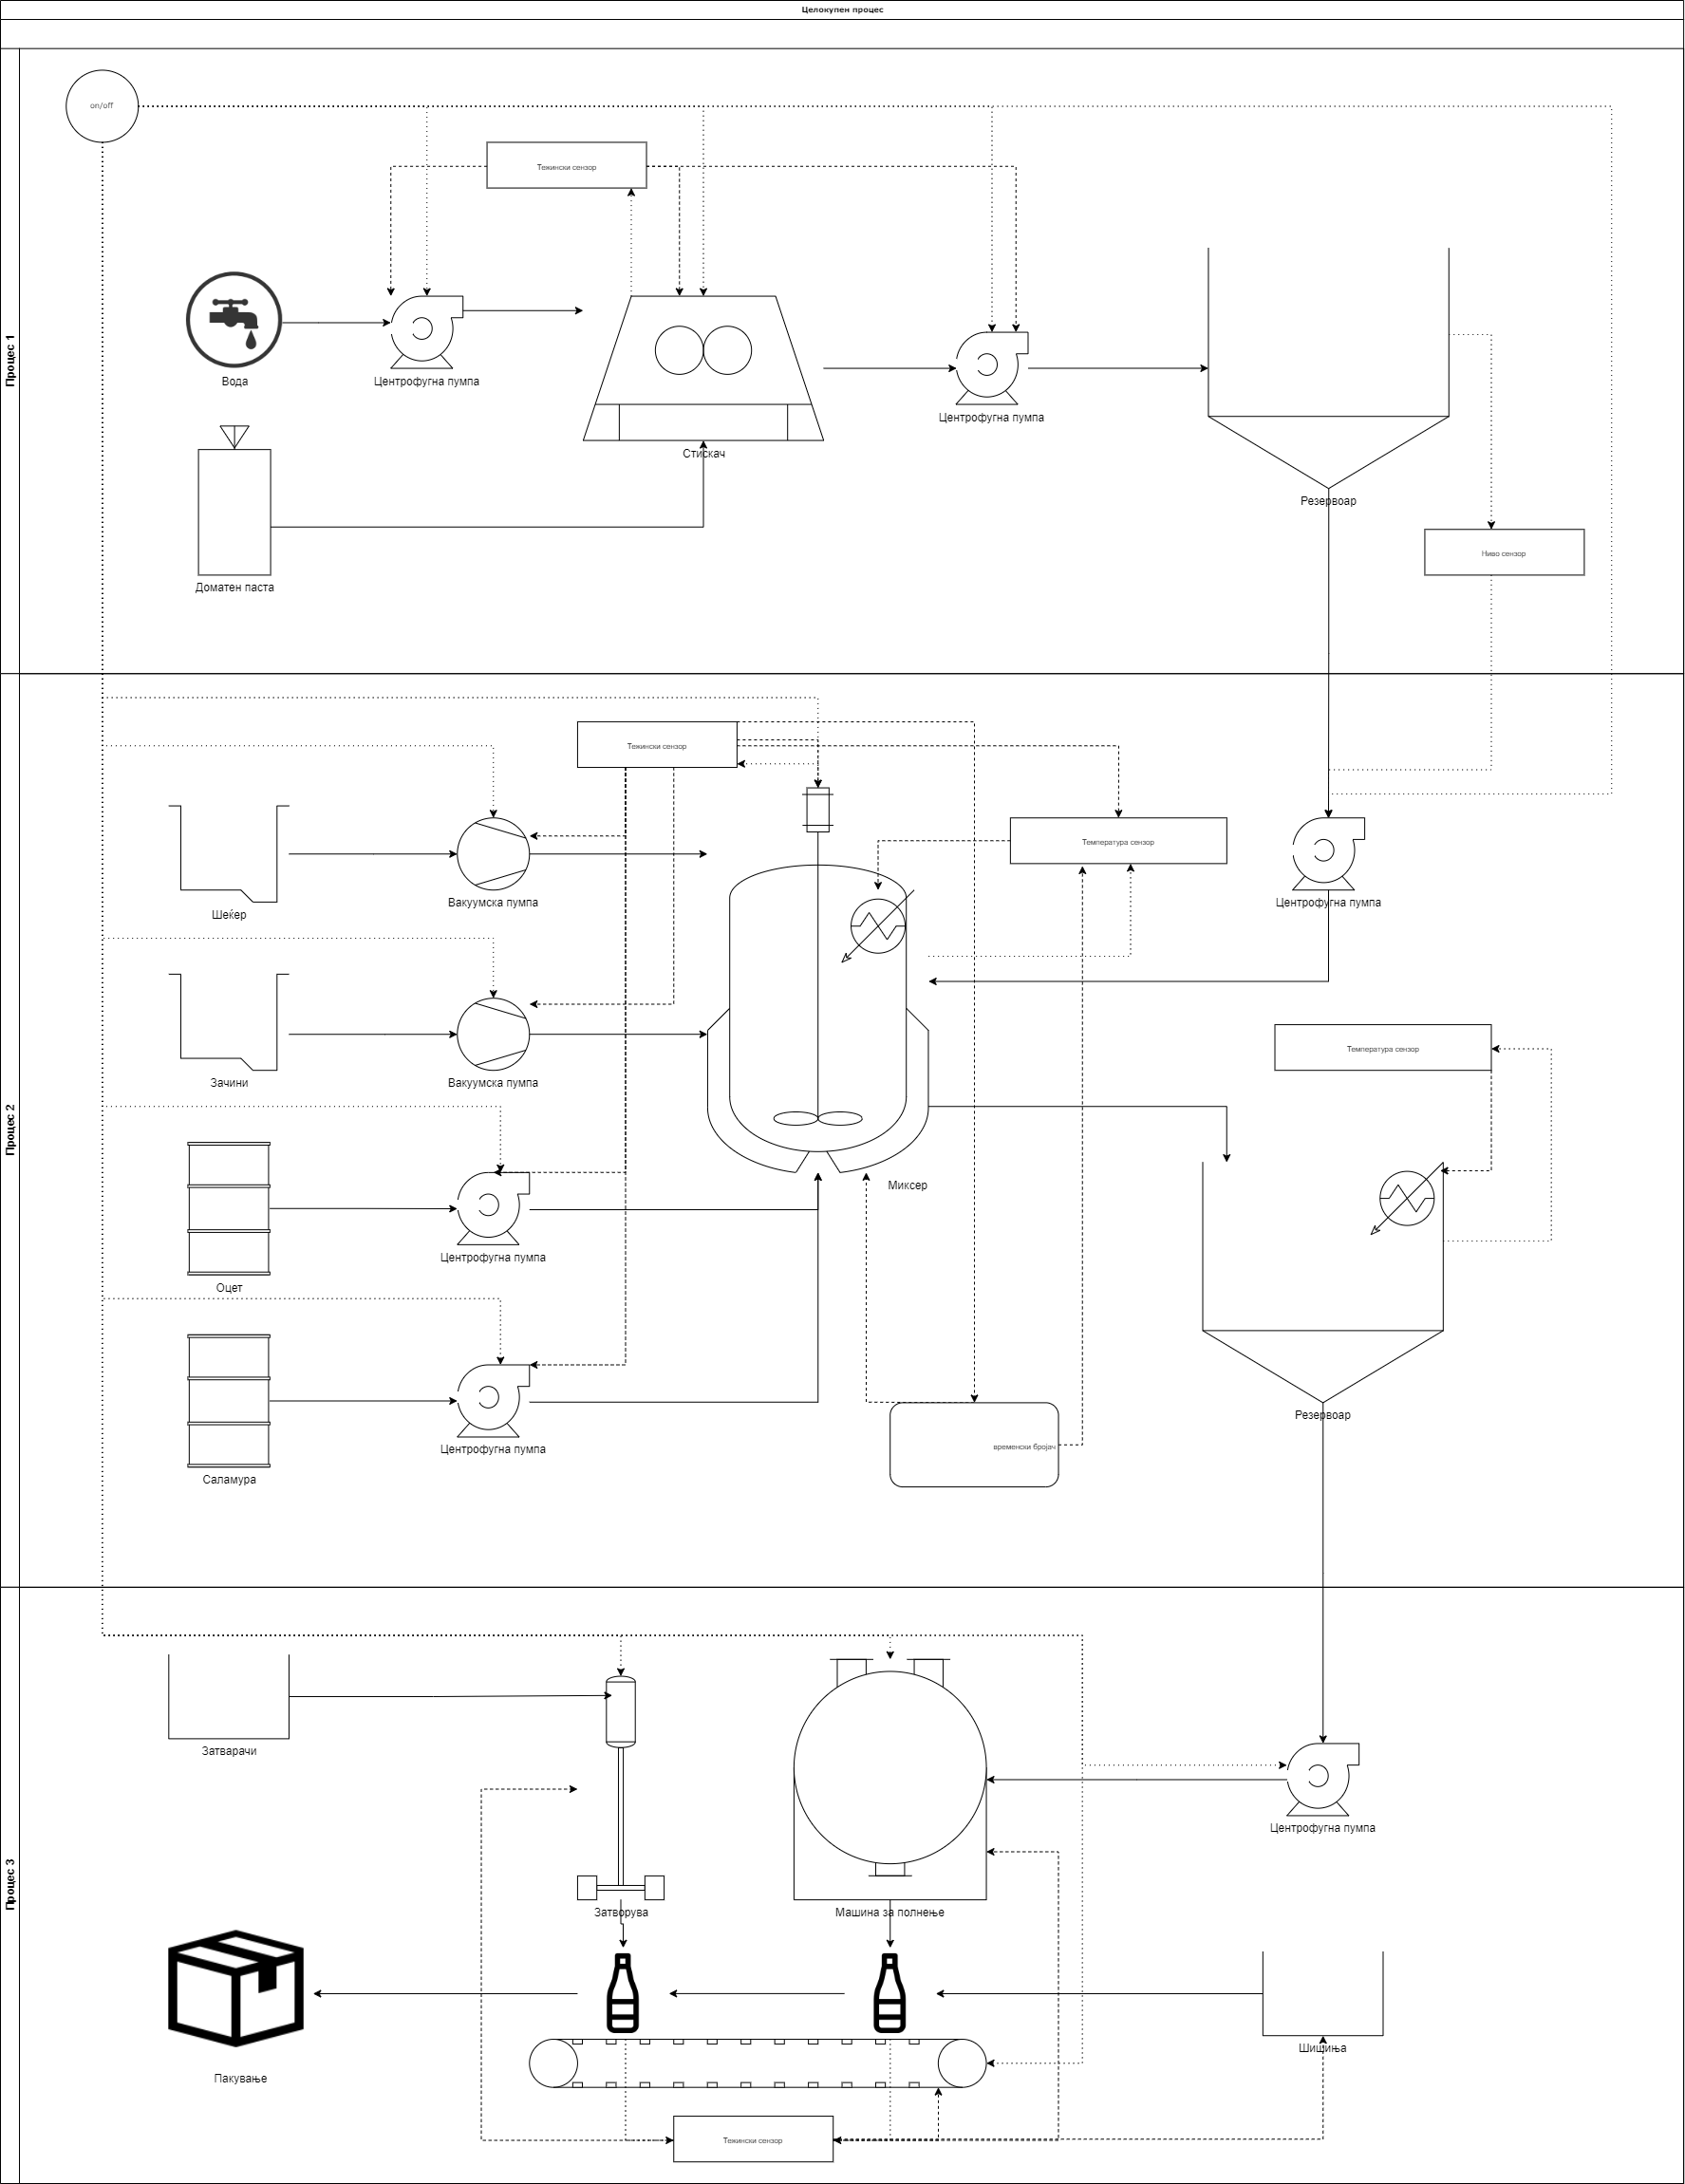 Целокупен процес
Процес 1
on/off
Тежински сензор
Вода
Центрофугна пумпа
Стискач
Центрофугна пумпа
Резервоар
Доматен паста
Ниво сензор
Процес 2
Тежински сензор
Температура сензор
Шеќер
Вакуумска пумпа
Центрофугна пумпа
Зачини
Вакуумска пумпа
Температура сензор
Миксер
Оцет
Центрофугна пумпа
Саламура
Центрофугна пумпа
временски бројач
Резервоар
Процес 3
Затварачи
Центрофугна пумпа
Затворува
Машина за полнење
Пакување
Шишиња
Тежински сензор